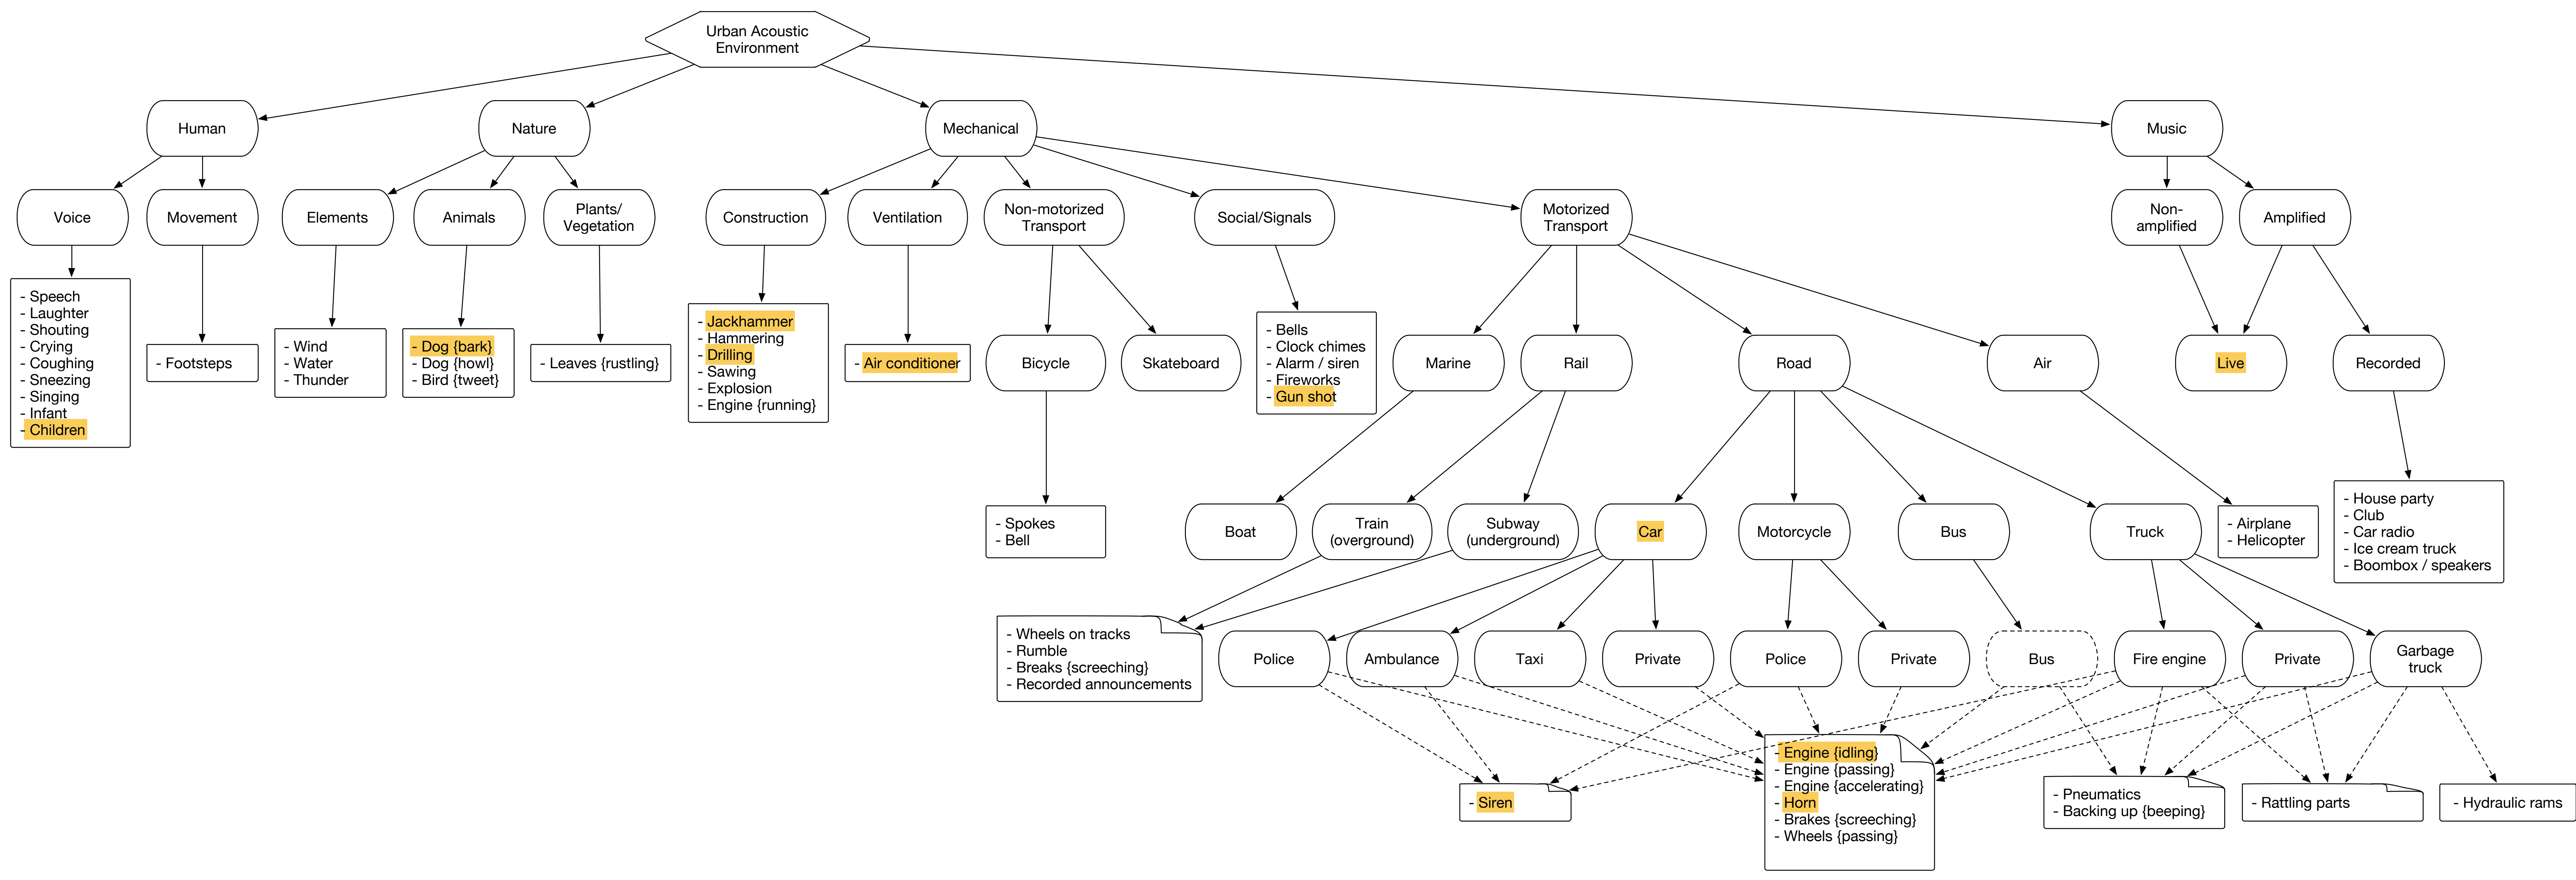 Urban Acoustic
Environment
Human
Nature
Mechanical
Music
Voice
Movement
Elements
Animals
Plants/
Vegetation
Construction
Ventilation
Non-motorized
Transport
Social/Signals
Motorized
Transport
Non-
amplified
Amplified
- Speech
- Laughter
- Shouting
- Crying
- Coughing
- Sneezing
- Singing
- Infant
- Children
- Footsteps
- Wind
- Water
- Thunder
- Dog {bark}
- Dog {howl}
- Bird {tweet}
- Leaves {rustling}
- Jackhammer
- Hammering
- Drilling
- Sawing
- Explosion
- Engine {running}
- Air conditioner
Bicycle
Skateboard
- Bells
- Clock chimes
- Alarm / siren
- Fireworks
- Gun shot
Marine
Rail
Road
Air
Live
Recorded
- Spokes
- Bell
Boat
Train
(overground)
Subway
(underground)
Car
Motorcycle
Bus
Truck
- Airplane
- Helicopter
- House party
- Club
- Car radio
- Ice cream truck
- Boombox / speakers
- Wheels on tracks
- Rumble
- Breaks {screeching}
- Recorded announcements
Police
Ambulance
Taxi
Private
Police
Private
Bus
Fire engine
Private
Garbage
truck
- Siren
- Engine {idling}
- Engine {passing}
- Engine {accelerating}
- Horn
- Brakes {screeching}
- Wheels {passing}
- Pneumatics
- Backing up {beeping}
- Rattling parts
- Hydraulic rams